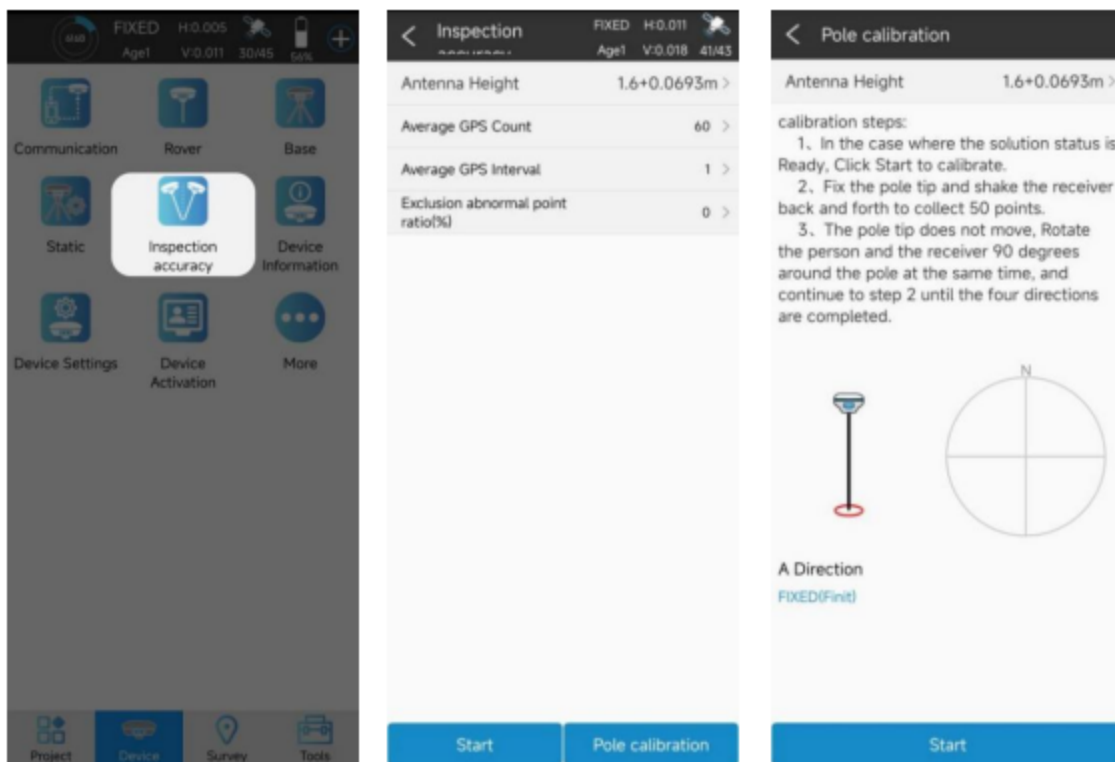 FIXED H:0.005
Age1 V:0.011 30/45 56%
Communication Rover Base
Static Inspection accuracy Device Information
Device Settings Device Activation More
Project Device Survey Tools
Inspection accuracy
FIXED H:0.011
Age1 V:0.018 41/43
Antenna Height 1.6+0.0693m >
Average GPS Count 60 >
Average GPS Interval 1 >
Exclusion abnormal point
ratio(%) 0 >
Start Pole calibration
Pole calibration
Antenna Height 1.6+0.0693m >
calibration steps:
1、In the case where the solution status is
Ready, Click Start to calibrate.
2、Fix the pole tip and shake the receiver
back and forth to collect 50 points.
3、The pole tip does not move, Rotate
the person and the receiver 90 degrees
around the pole at the same time, and
continue to step 2 until the four directions
are completed.
N
A Direction
FIXED(Finit)
Start